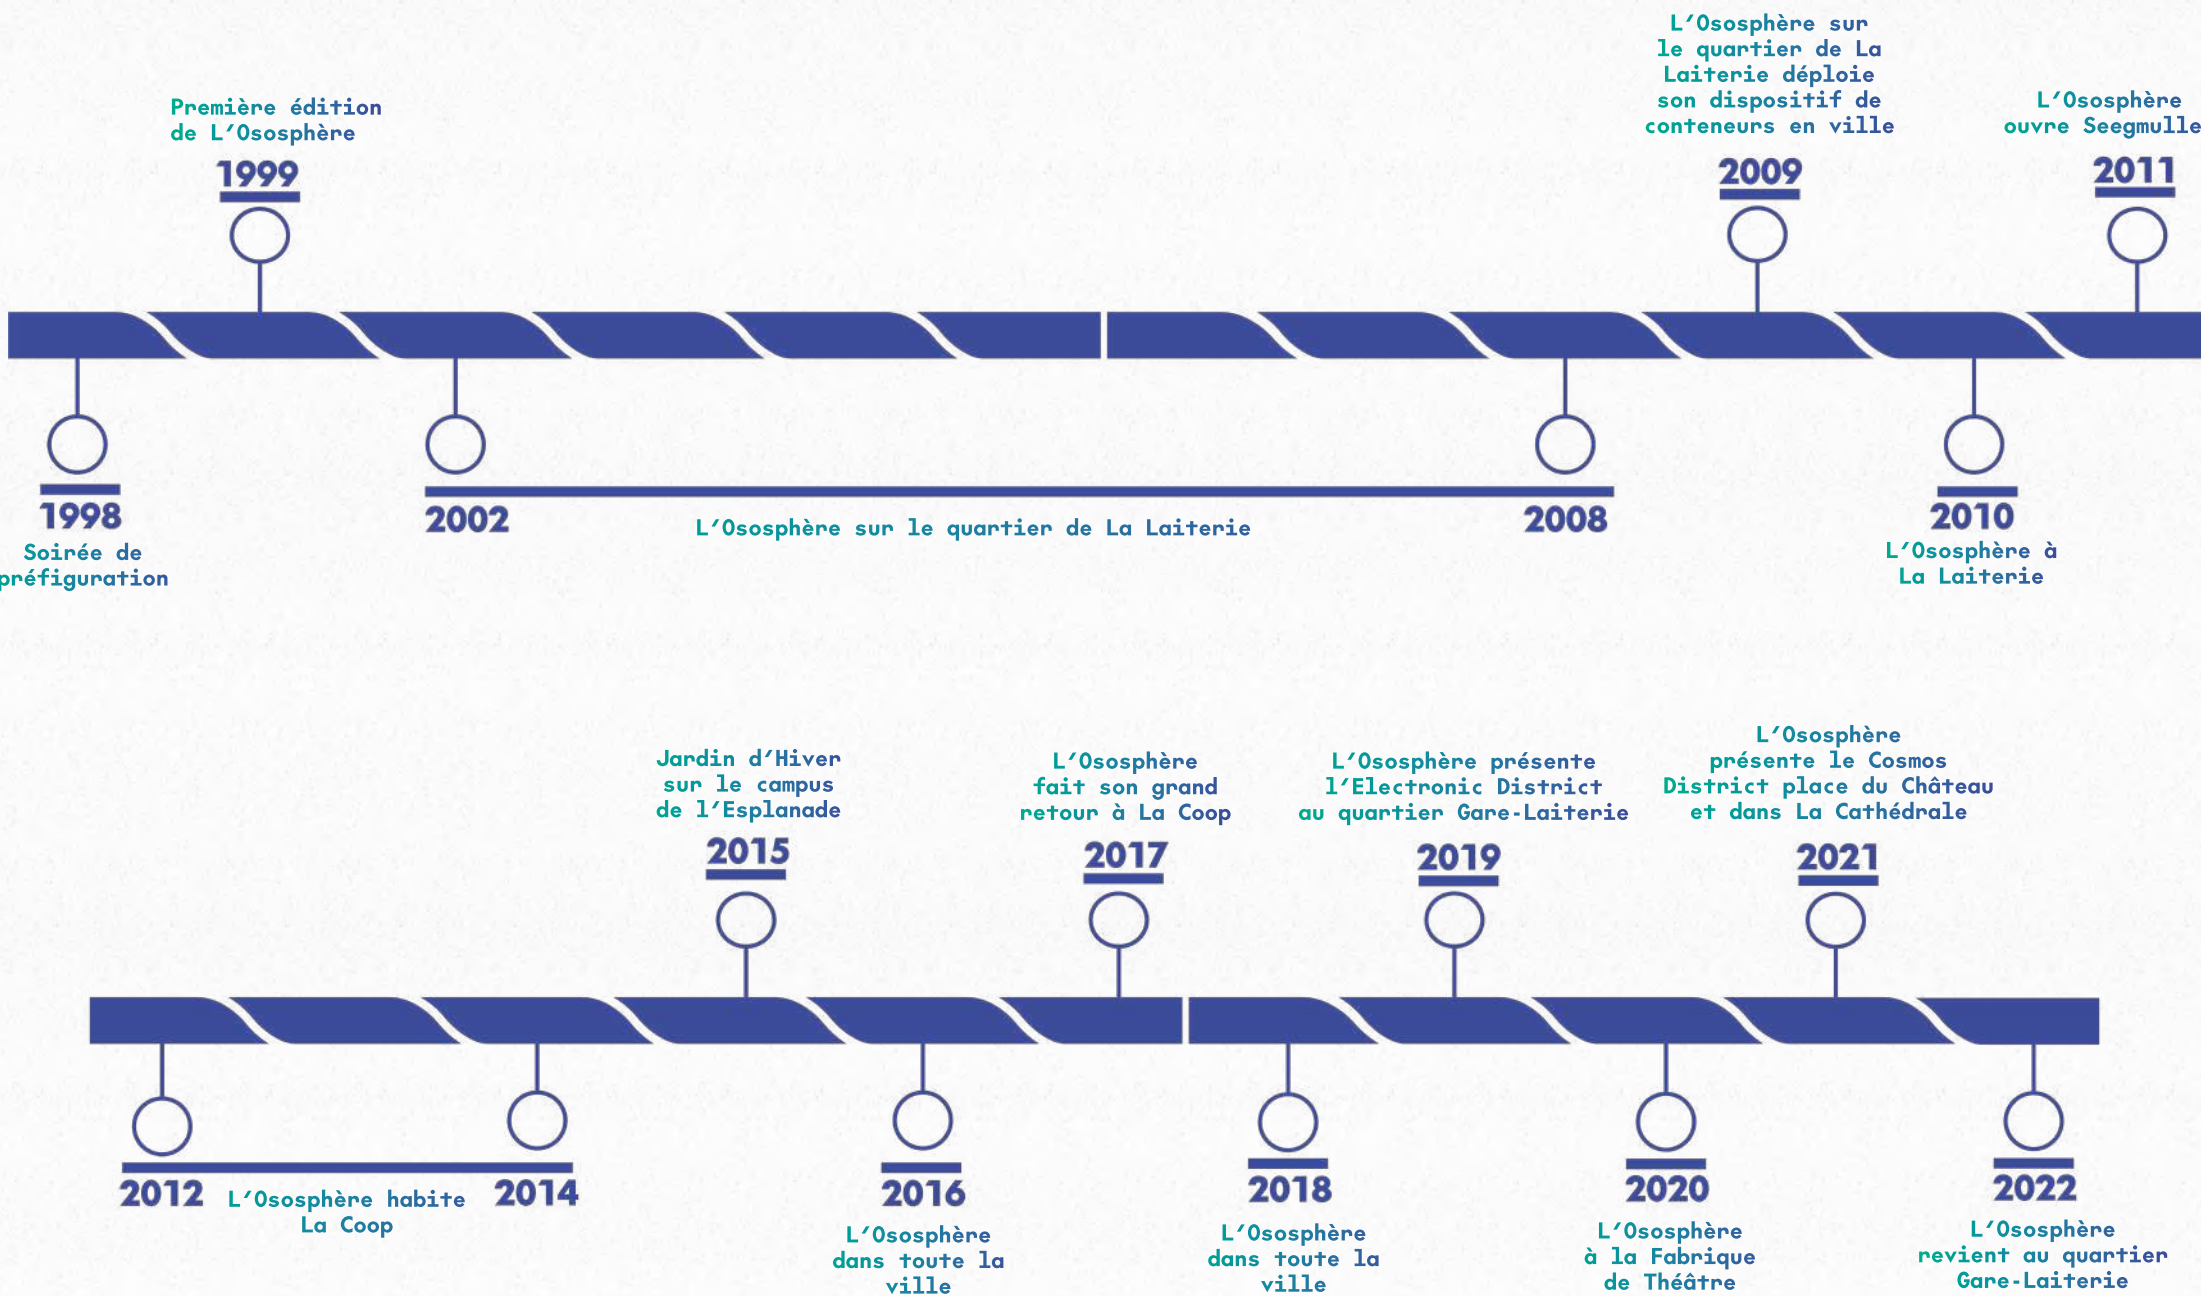 Première édition
de L'Ososphère
1999
L'Ososphère sur
le quartier de La
Laiterie déploie
son dispositif de
conteneurs en ville
2009
L'Ososphère
ouvre Seegmulle
2011
1998
Soirée de
préfiguration
2002
L'Ososphère sur le quartier de La Laiterie
2008
2010
L'Ososphère à
La Laiterie
Jardin d'Hiver
sur le campus
de l'Esplanade
2015
L'Ososphère
fait son grand
retour à La Coop
2017
L'Ososphère présente
l'Electronic District
au quartier Gare-Laiterie
2019
L'Ososphère
présente le Cosmos
District place du Château
et dans La Cathédrale
2021
2012
L'Ososphère habite
La Coop
2014
2016
L'Ososphère
dans toute la
ville
2018
L'Ososphère
dans toute la
ville
2020
L'Ososphère
à la Fabrique
de Théâtre
2022
L'Ososphère
revient au quartier
Gare-Laiterie